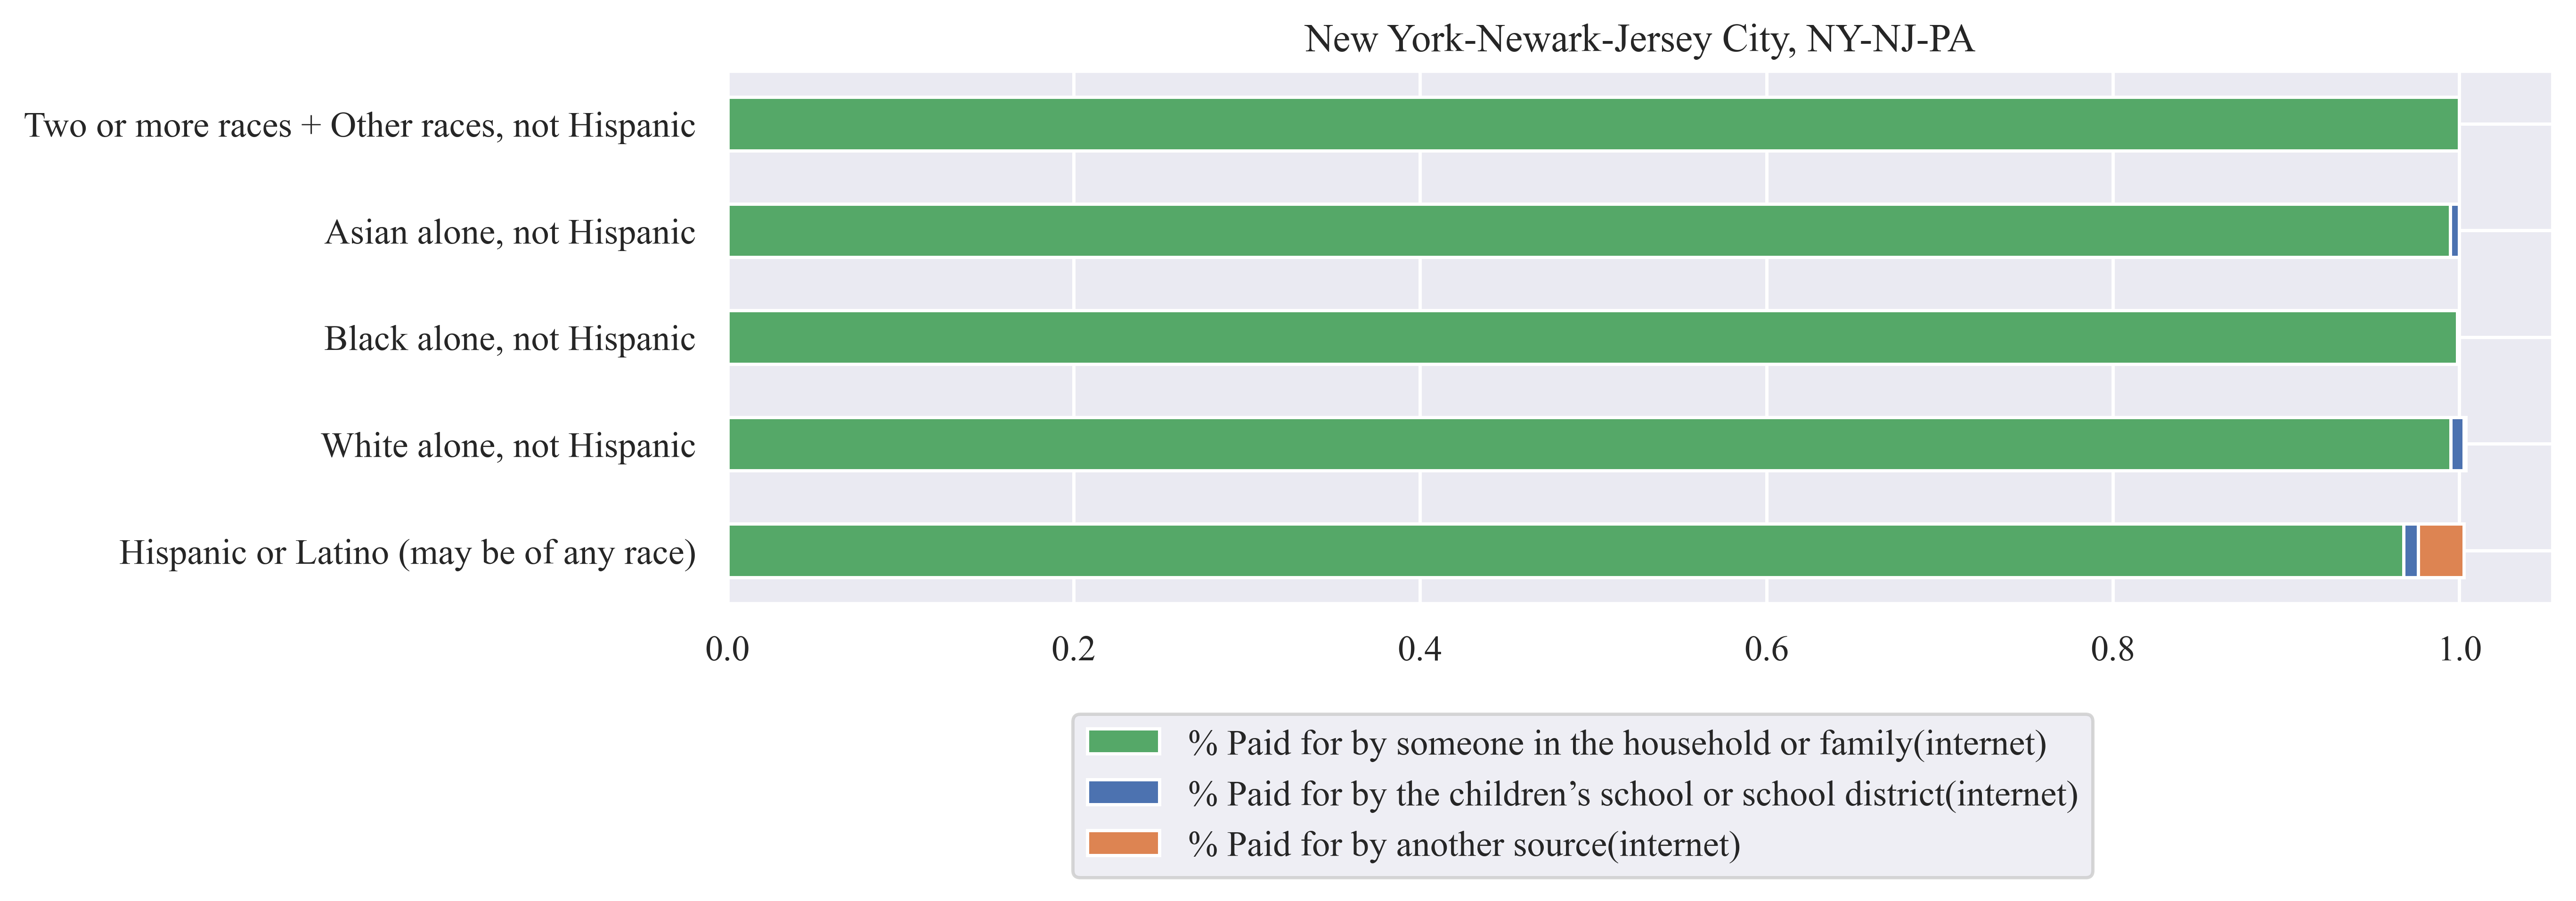 New York-Newark-Jersey City, NY-NJ-PA
Two or more races + Other races, not Hispanic
Asian alone, not Hispanic
Black alone, not Hispanic
White alone, not Hispanic
Hispanic or Latino (may be of any race)
0.0 0.2 0.4 0.6 0.8 1.0
% Paid for by someone in the household or family(internet)
% Paid for by the children’s school or school district(internet)
% Paid for by another source(internet)